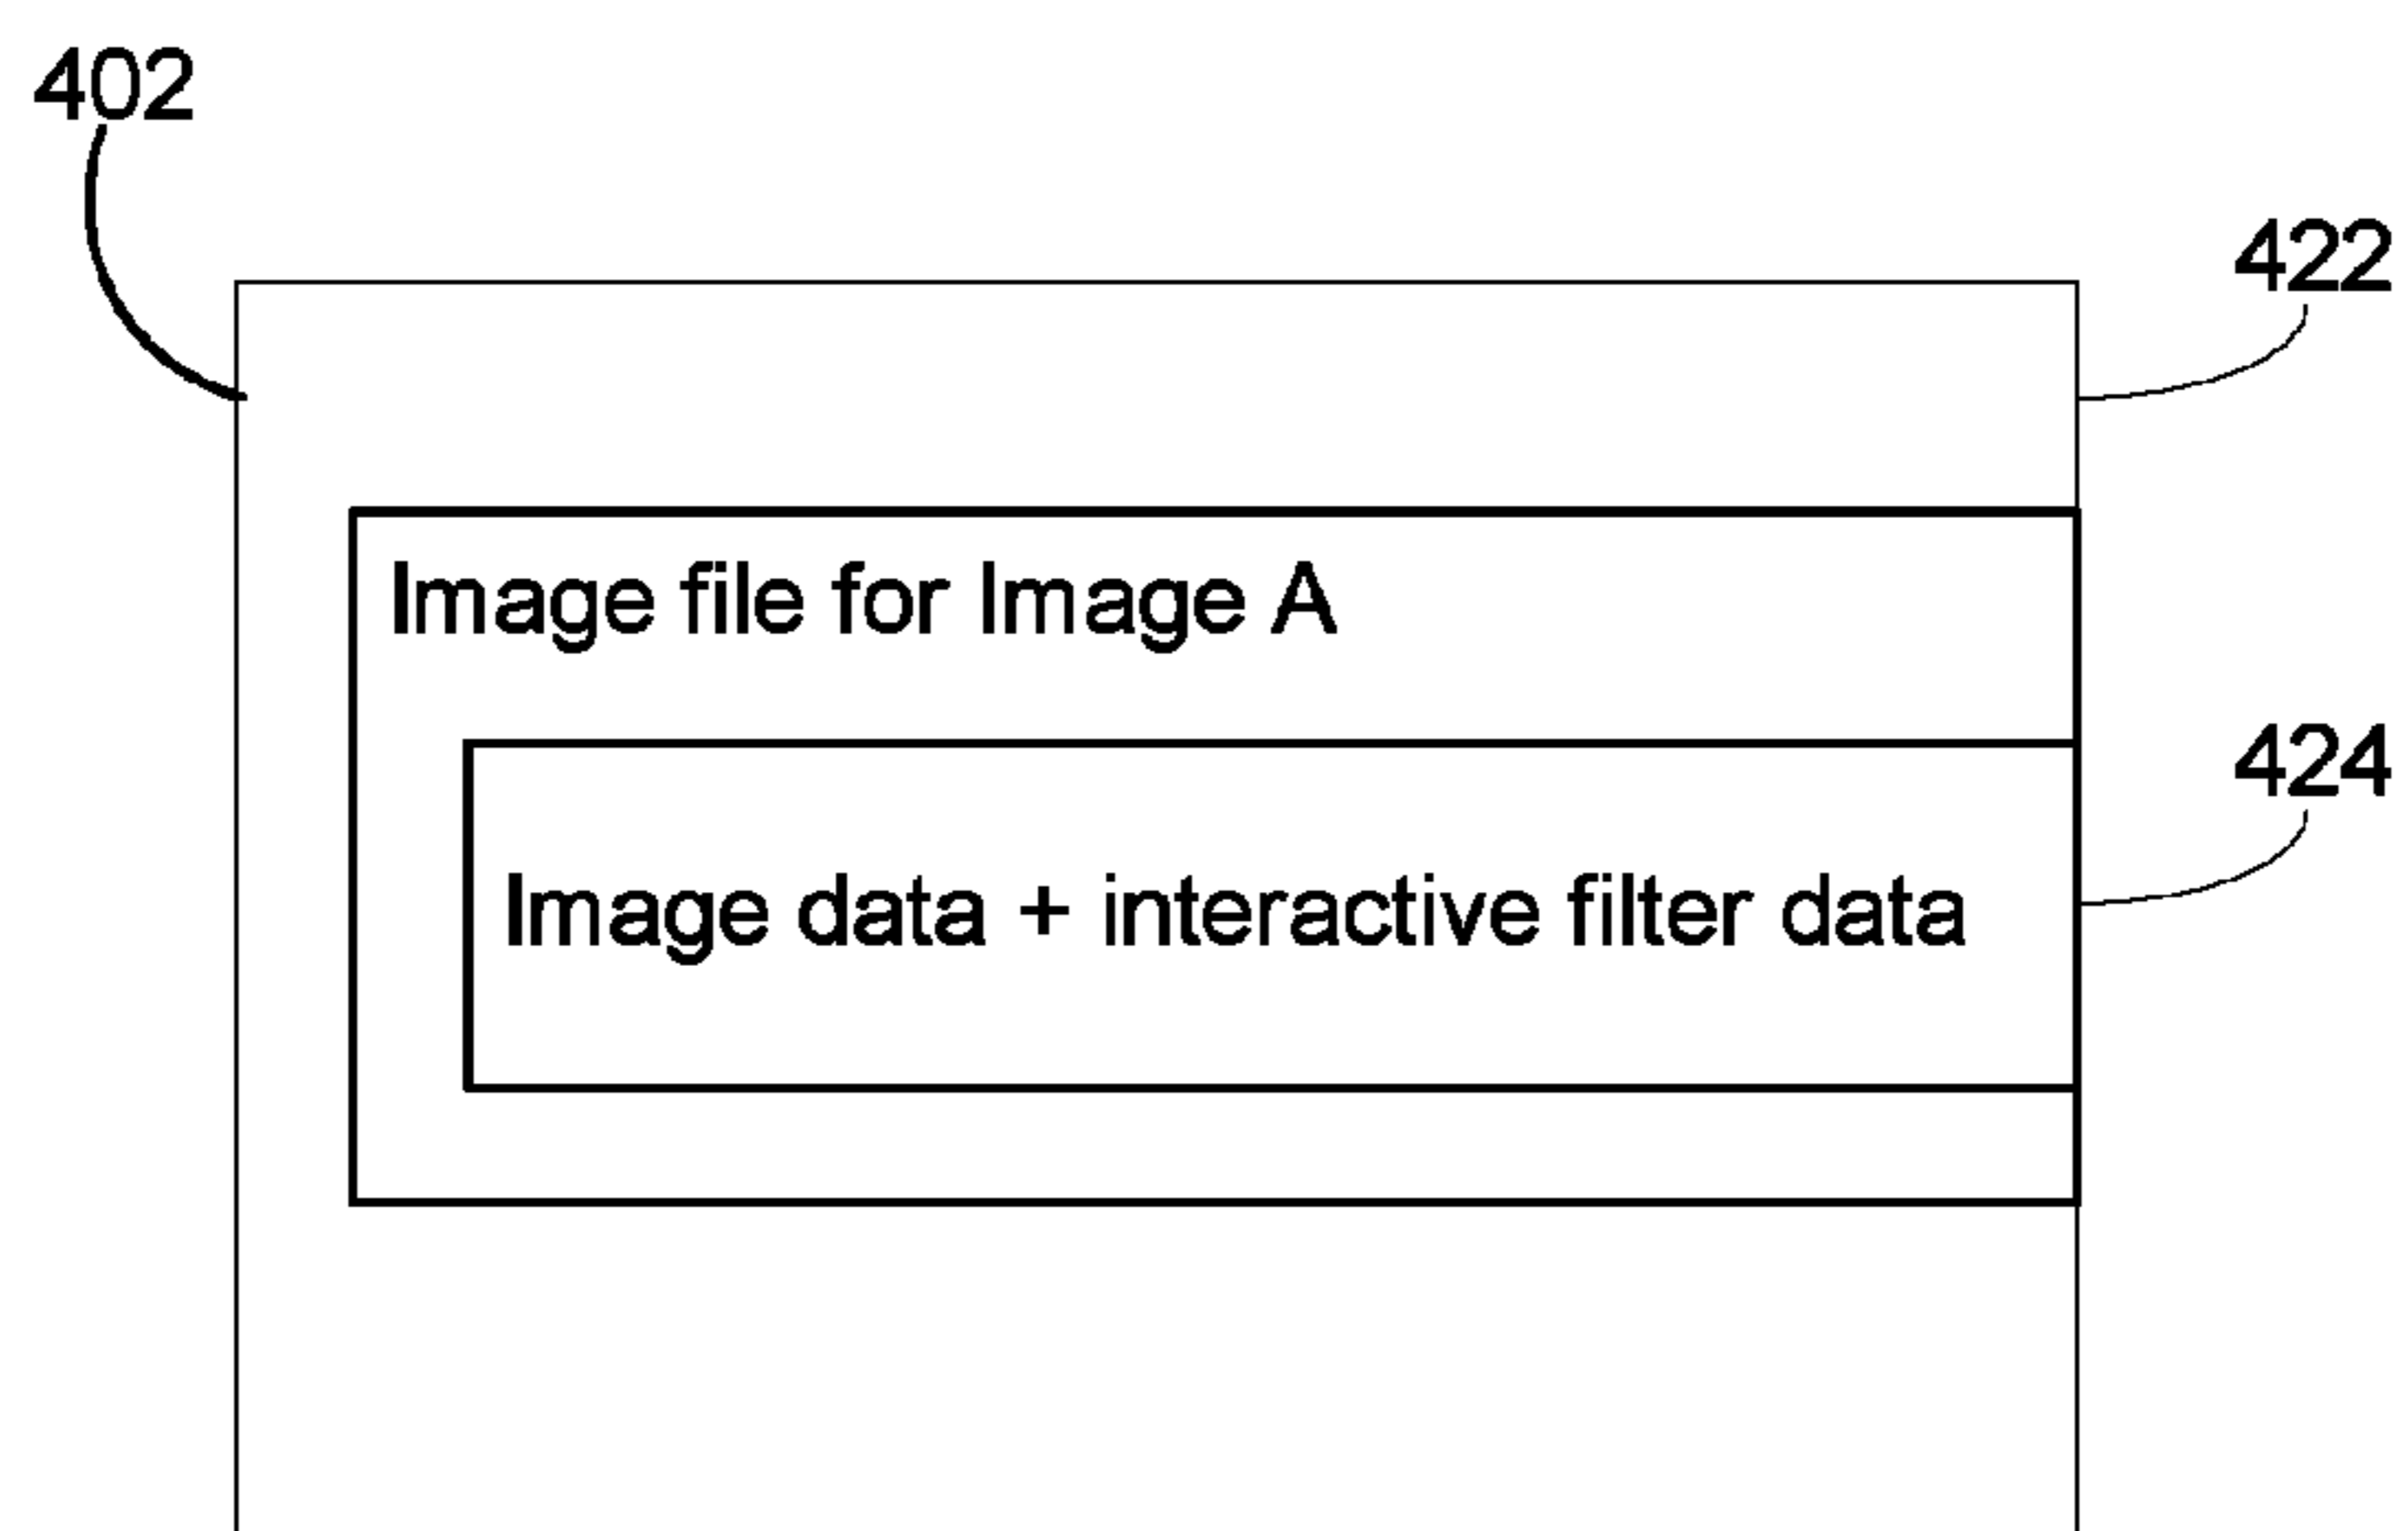 402
422
Image file for Image A
424
Image data + interactive filter data